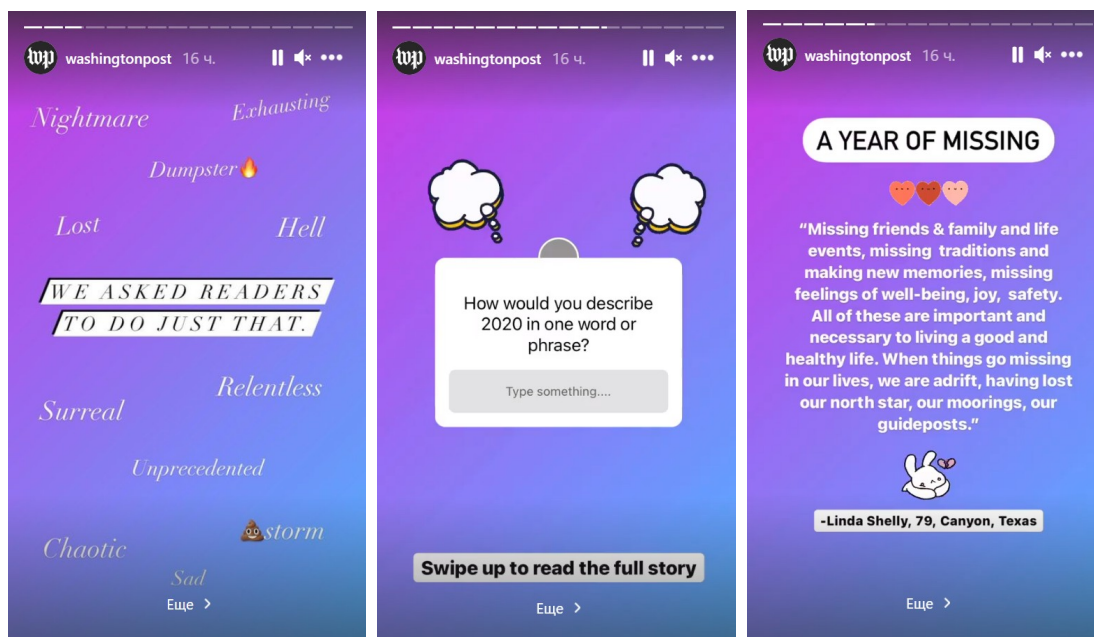 washingtonpost 16 ч.
Nightmare
Exhausting
Dumpster🔥
Lost
Hell
WE ASKED READERS
TO DO JUST THAT.
Relentless
Surreal
Unprecedented
💩storm
Chaotic
Sad
Еще >
washingtonpost 16 ч.
How would you describe
2020 in one word or
phrase?
Type something....
Swipe up to read the full story
Еще >
washingtonpost 16 ч.
A YEAR OF MISSING
“Missing friends & family and life
events, missing traditions and
making new memories, missing
feelings of well-being, joy, safety.
All of these are important and
necessary to living a good and
healthy life. When things go missing
in our lives, we are adrift, having lost
our north star, our moorings, our
guideposts.”
-Linda Shelly, 79, Canyon, Texas
Еще >